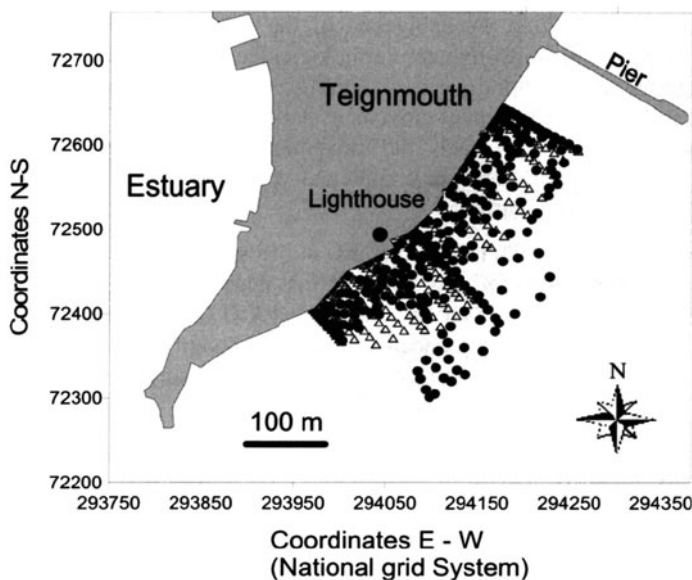 72700
72600
72500
72400
72300
72200
Coordinates N-S
Pier
Teignmouth
Estuary
Lighthouse
100 m
N
293750 293850 293950 294050 294150 294250 294350
Coordinates E - W
(National grid System)